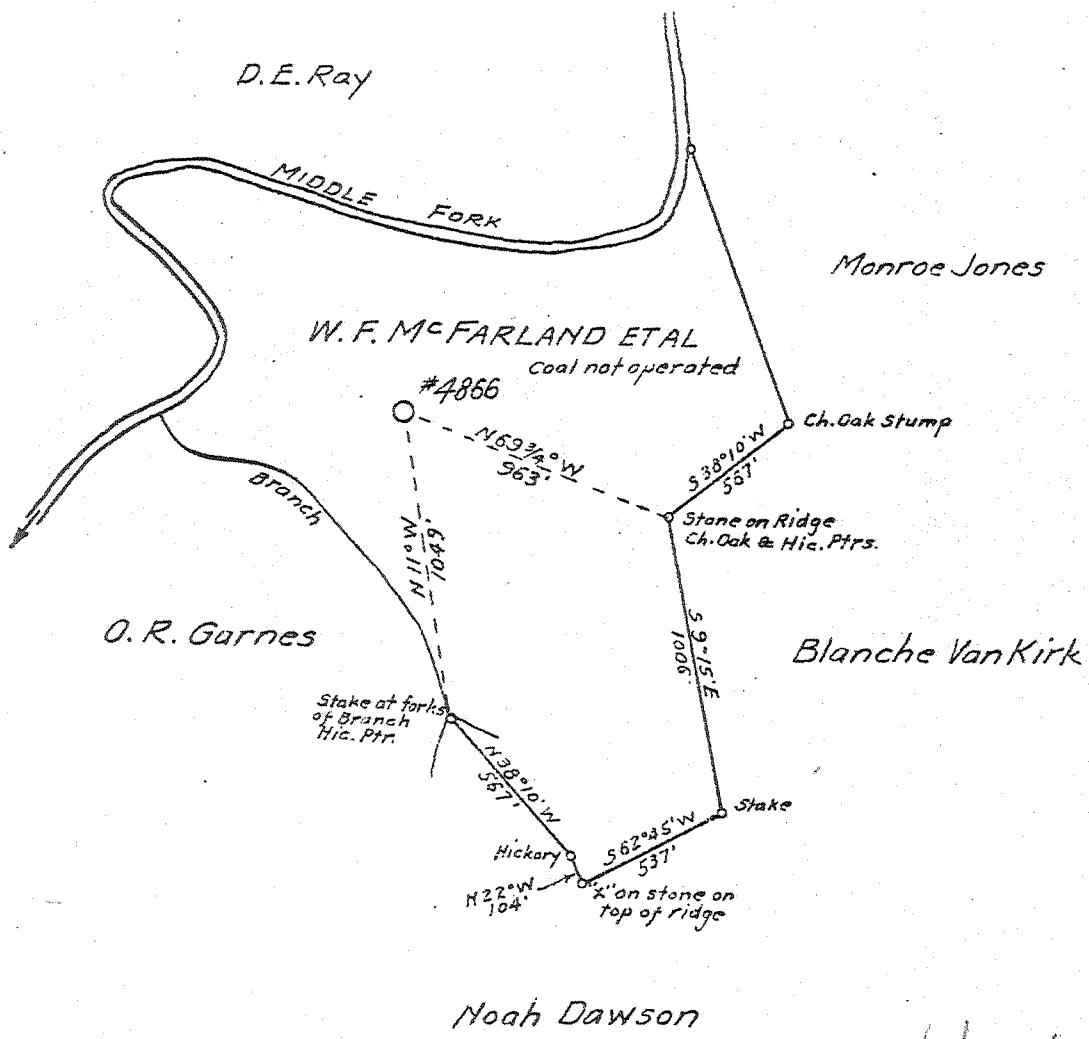 D.E. Ray
MIDDLE FORK
Monroe Jones
W. F. McFARLAND ET AL
Coal not operated
#4866
Ch. Oak Stump
N 69¾° W
963'
S 38°10' W
567'
Stone on Ridge
Ch. Oak & Hic. Ptrs.
Branch
N 11° W
1049'
O. R. Garnes
S 9°15' E
1006'
Blanche VanKirk
Stake at forks
of Branch
Hic. Ptr.
N 38°10' W
567'
Stake
Hickory
S 62°45' W
537'
N 22° W
104'
"X" on stone on
top of ridge
Noah Dawson